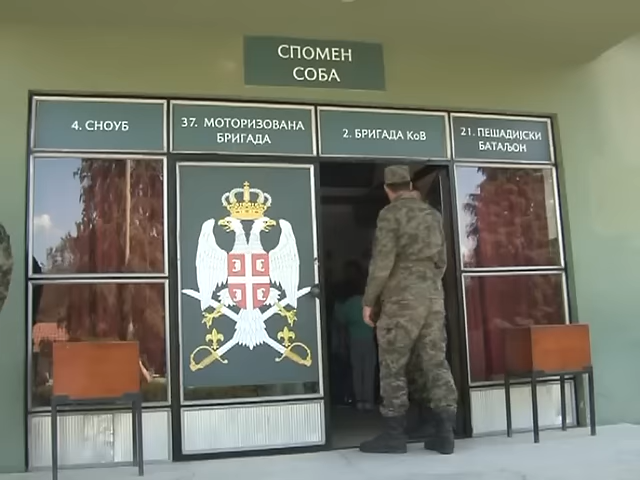 СПОМЕН
СОБА
4. СНОУБ
37. МОТОРИЗОВАНА
БРИГАДА
2. БРИГАДА КоВ
21. ПЕШАДИЈСКИ
БАТАЉОН